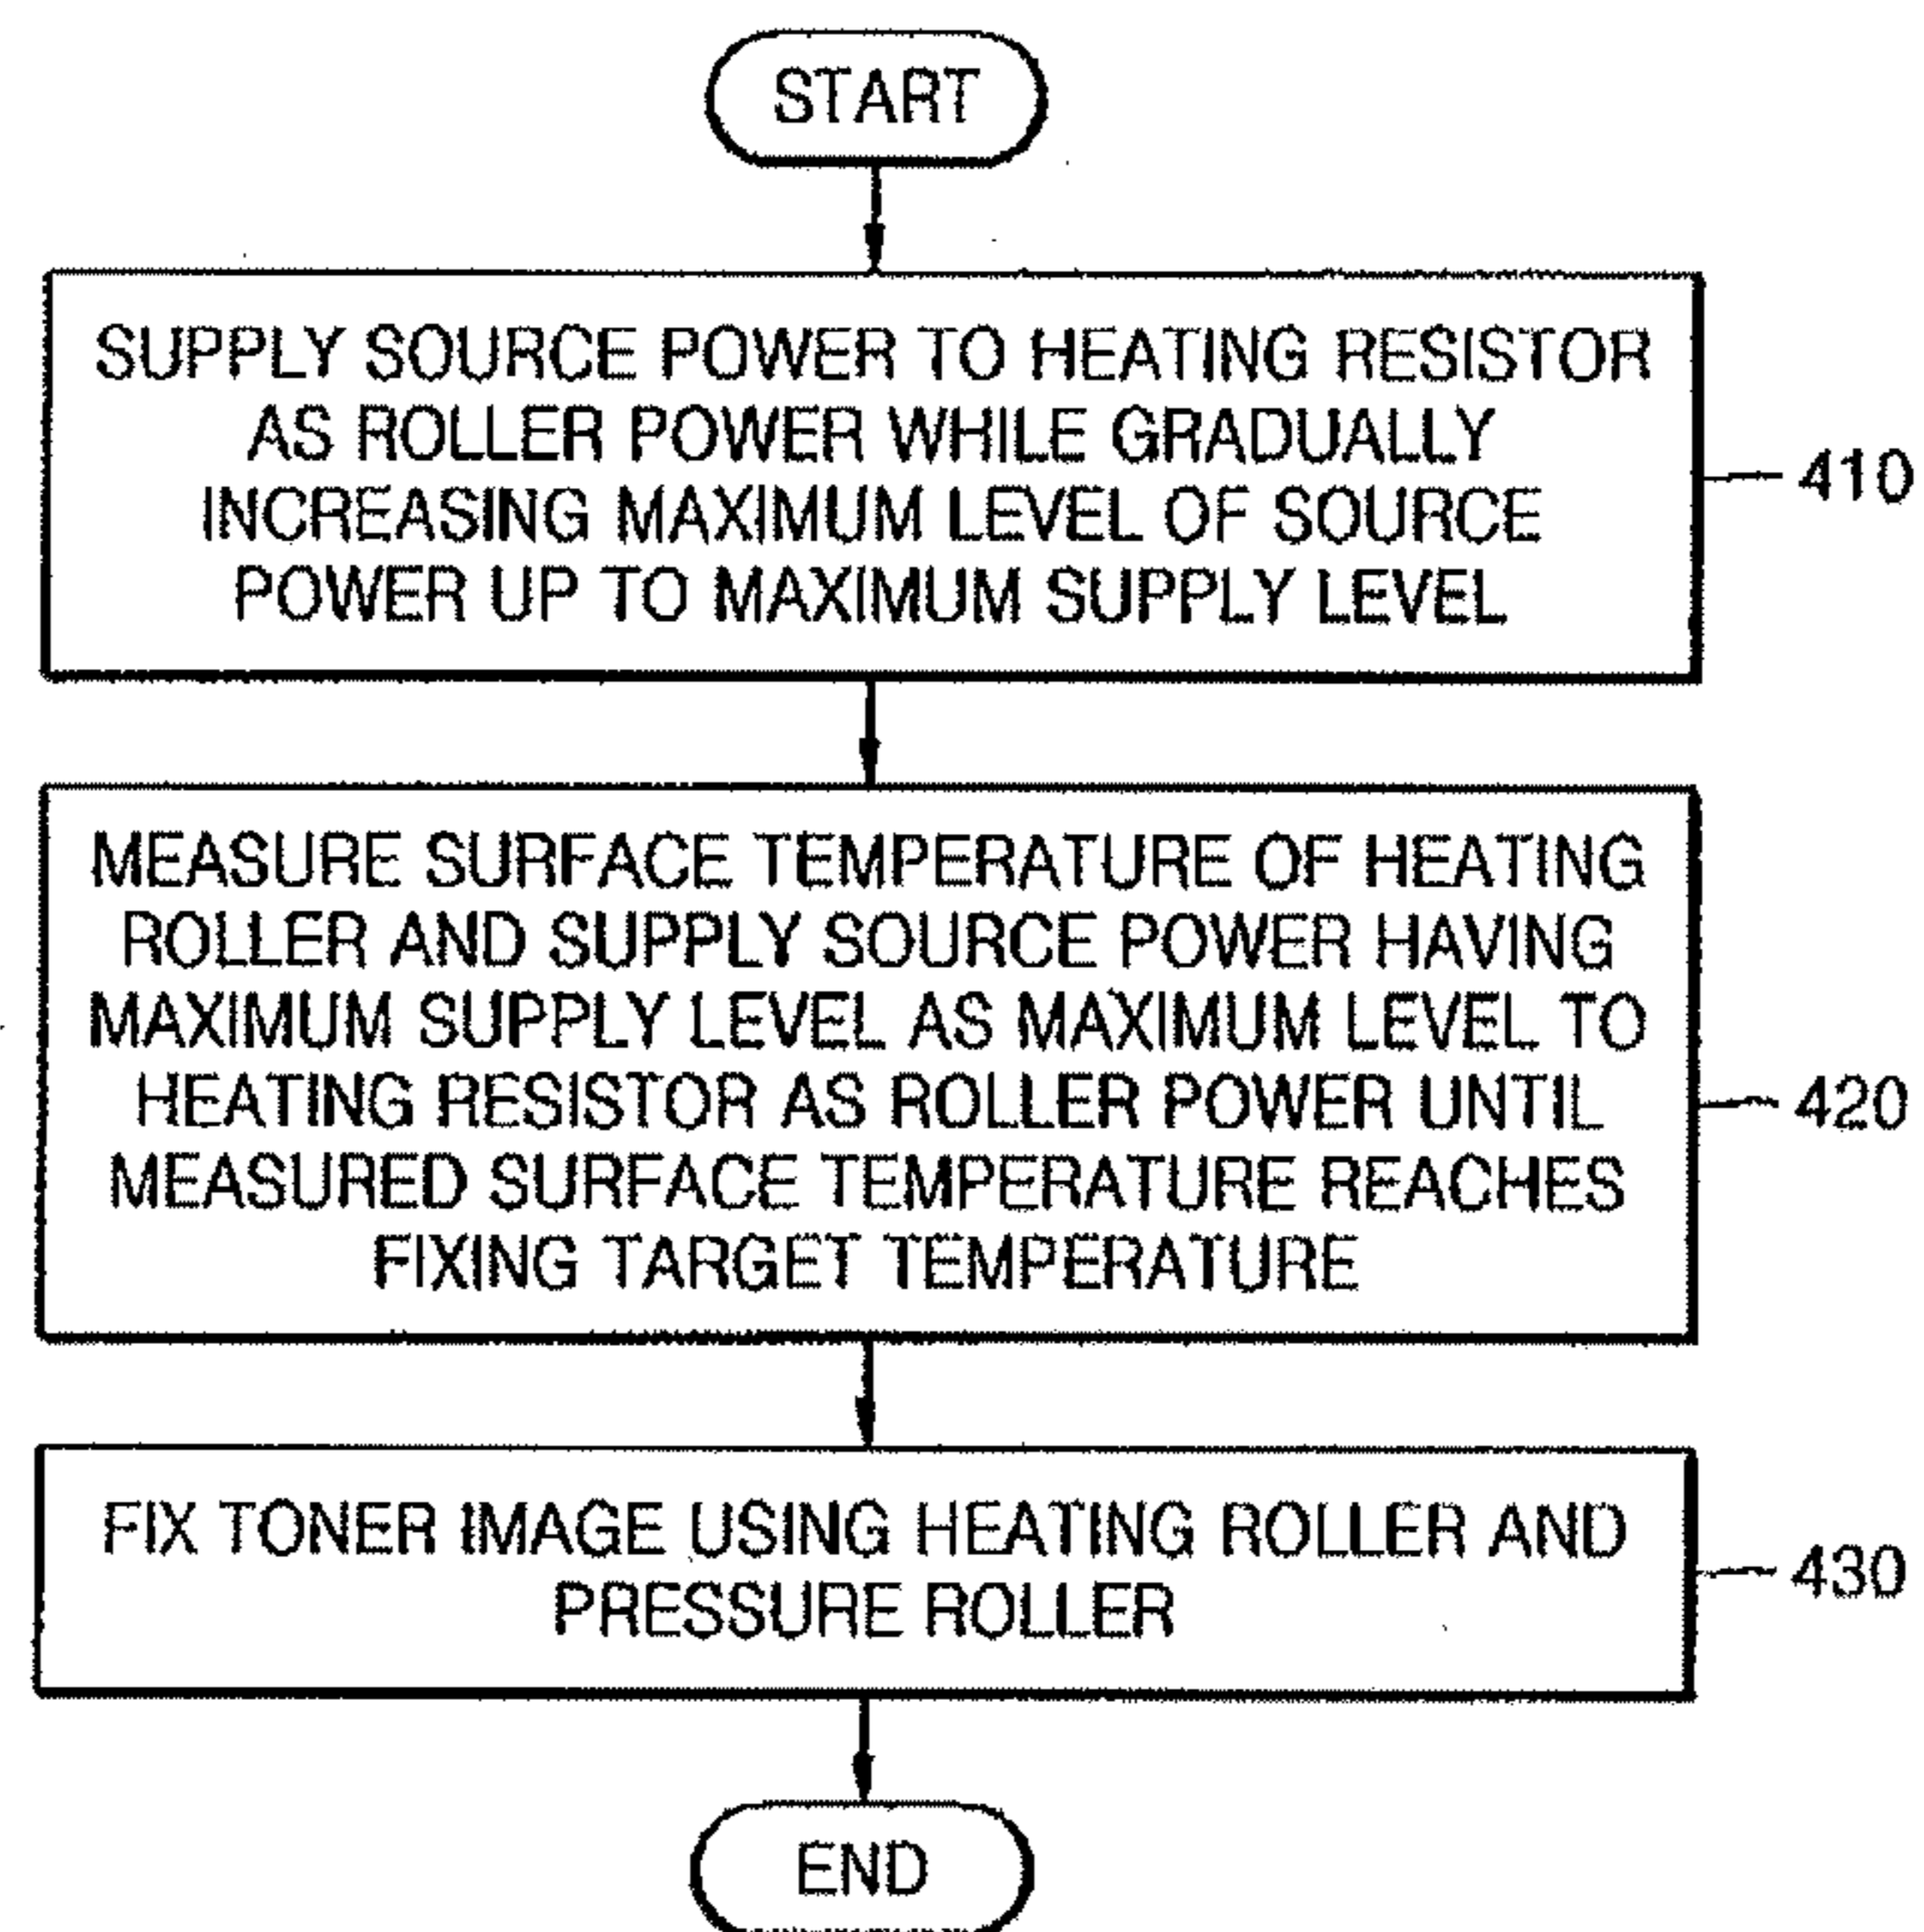 START
SUPPLY SOURCE POWER TO HEATING RESISTOR
AS ROLLER POWER WHILE GRADUALLY
INCREASING MAXIMUM LEVEL OF SOURCE
POWER UP TO MAXIMUM SUPPLY LEVEL
410
MEASURE SURFACE TEMPERATURE OF HEATING
ROLLER AND SUPPLY SOURCE POWER HAVING
MAXIMUM SUPPLY LEVEL AS MAXIMUM LEVEL TO
HEATING RESISTOR AS ROLLER POWER UNTIL
MEASURED SURFACE TEMPERATURE REACHES
FIXING TARGET TEMPERATURE
420
FIX TONER IMAGE USING HEATING ROLLER AND
PRESSURE ROLLER
430
END